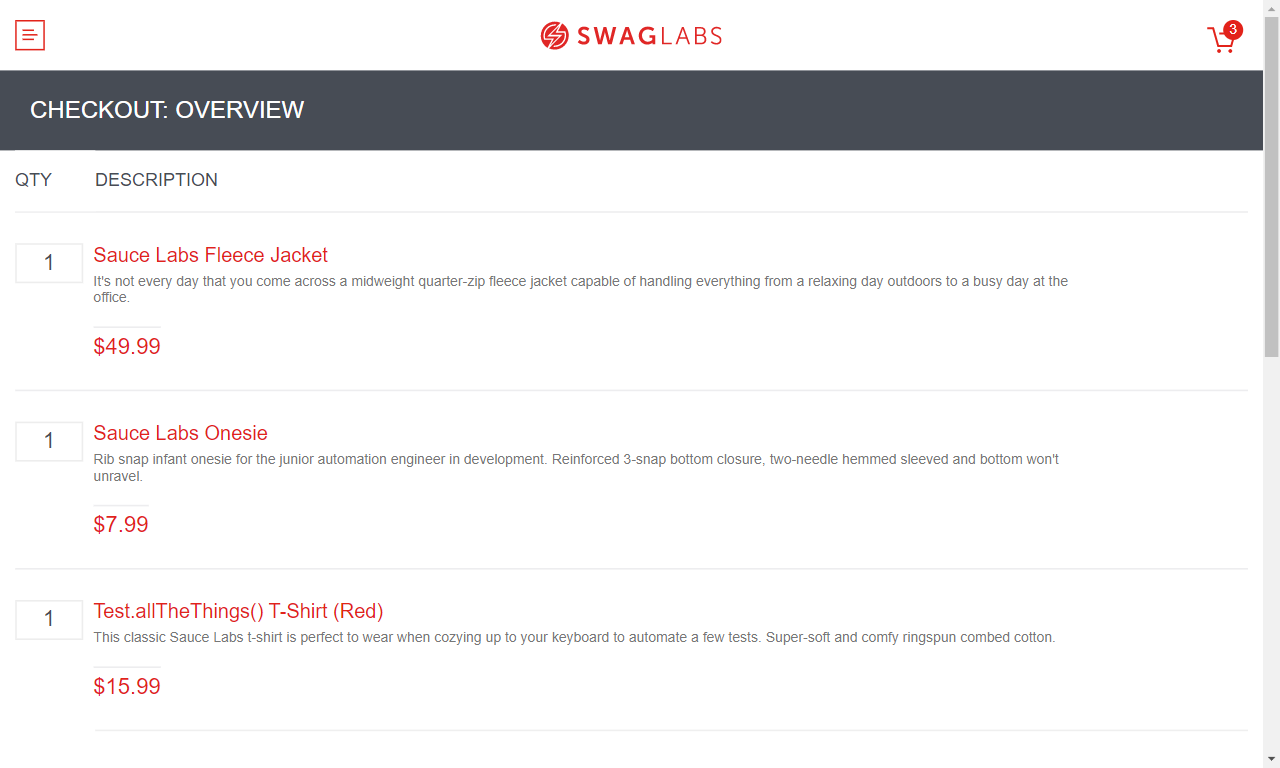 SWAGLABS
3
CHECKOUT: OVERVIEW
QTY DESCRIPTION
1
Sauce Labs Fleece Jacket
It's not every day that you come across a midweight quarter-zip fleece jacket capable of handling everything from a relaxing day outdoors to a busy day at the
office.
$49.99
1
Sauce Labs Onesie
Rib snap infant onesie for the junior automation engineer in development. Reinforced 3-snap bottom closure, two-needle hemmed sleeved and bottom won't
unravel.
$7.99
1
Test.allTheThings() T-Shirt (Red)
This classic Sauce Labs t-shirt is perfect to wear when cozying up to your keyboard to automate a few tests. Super-soft and comfy ringspun combed cotton.
$15.99